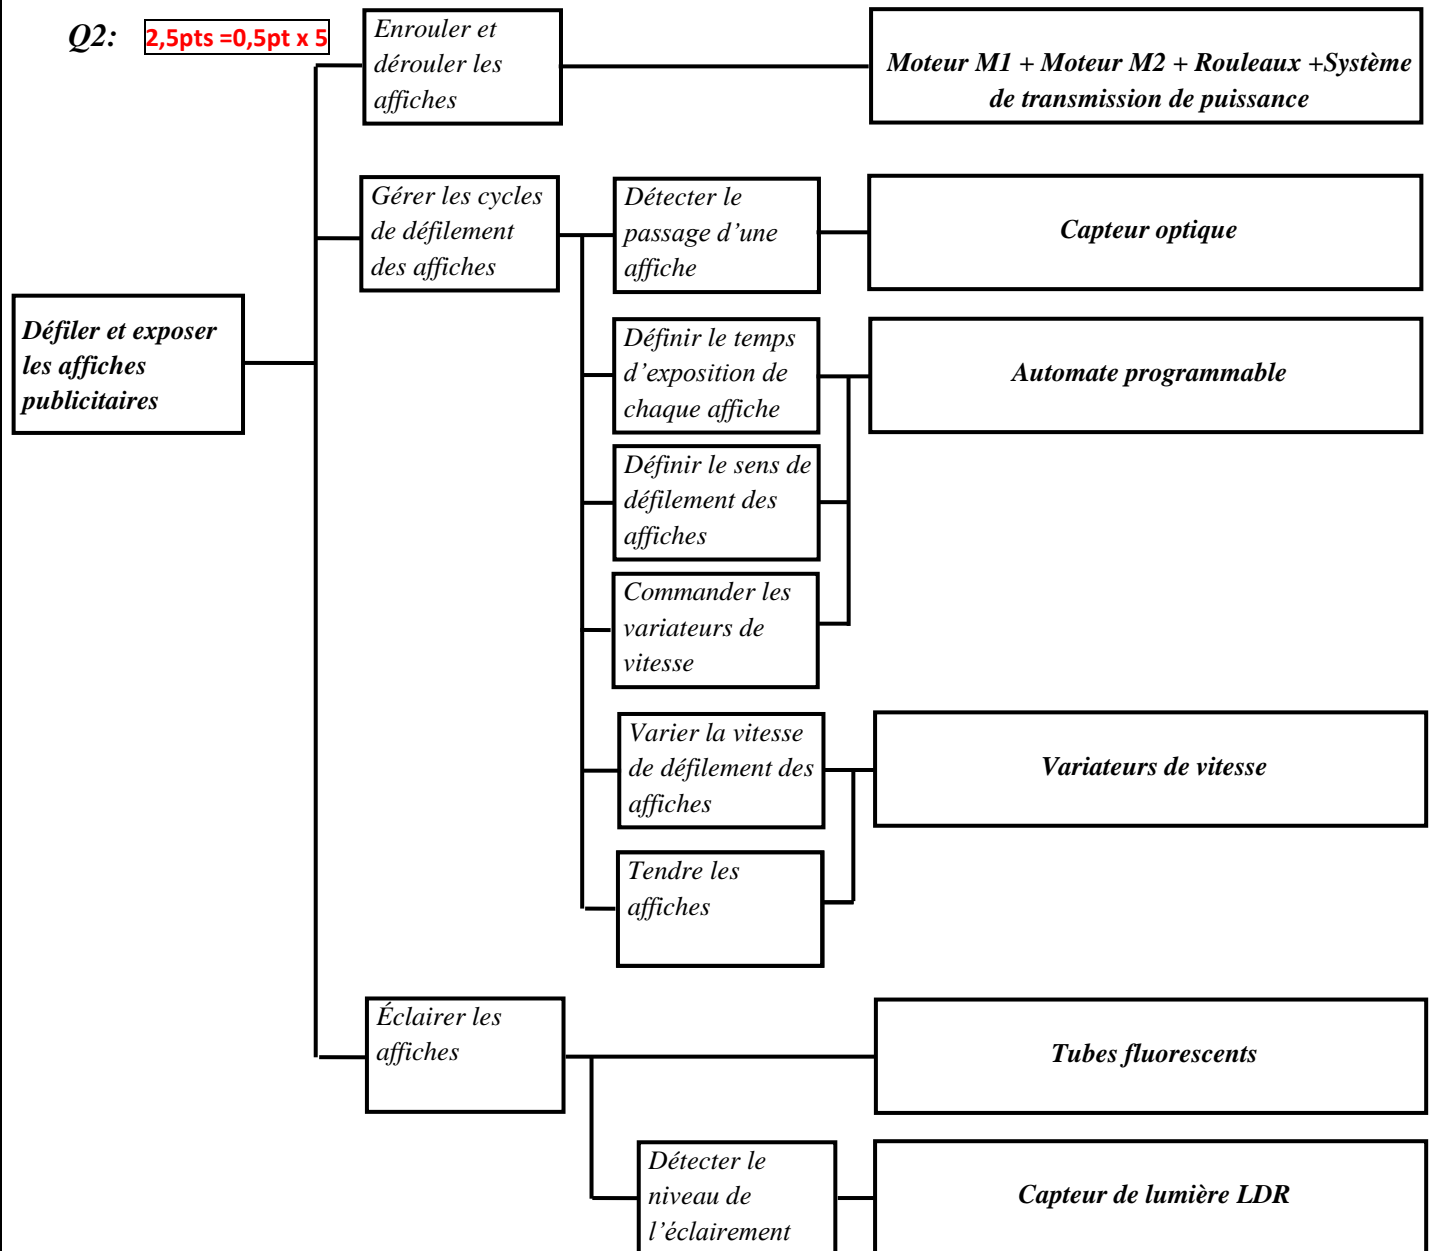 Q2: 2,5pts =0,5pt x 5
Enrouler et
dérouler les
affiches
Moteur M1 + Moteur M2 + Rouleaux +Système
de transmission de puissance
Gérer les cycles
de défilement
des affiches
Détecter le
passage d’une
affiche
Capteur optique
Défiler et exposer
les affiches
publicitaires
Définir le temps
d’exposition de
chaque affiche
Automate programmable
Définir le sens de
défilement des
affiches
Commander les
variateurs de
vitesse
Varier la vitesse
de défilement des
affiches
Variateurs de vitesse
Tendre les
affiches
Éclairer les
affiches
Tubes fluorescents
Détecter le
niveau de
l’éclairement
Capteur de lumière LDR